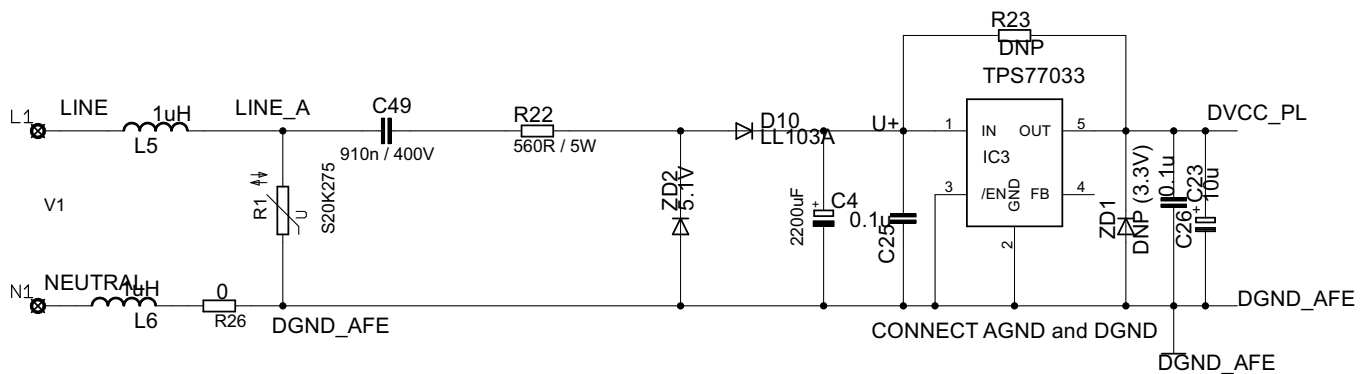 R23
DNP
TPS77033
L1
LINE
1uH
L5
LINE_A
C49
910n / 400V
R22
560R / 5W
D10
LL103A
U+
1
IN
OUT
5
IC3
3
/EN
GND
FB
4
2
DVCC_PL
V1
R1
U
S20K275
ZD2
5.1V
2200uF
+
C4
0.1u
C25
ZD1
DNP (3.3V)
0.1u
C26
+
C23
10u
N1
NEUTRAL
1uH
L6
0
R26
DGND_AFE
CONNECT AGND and DGND
DGND_AFE
DGND_AFE